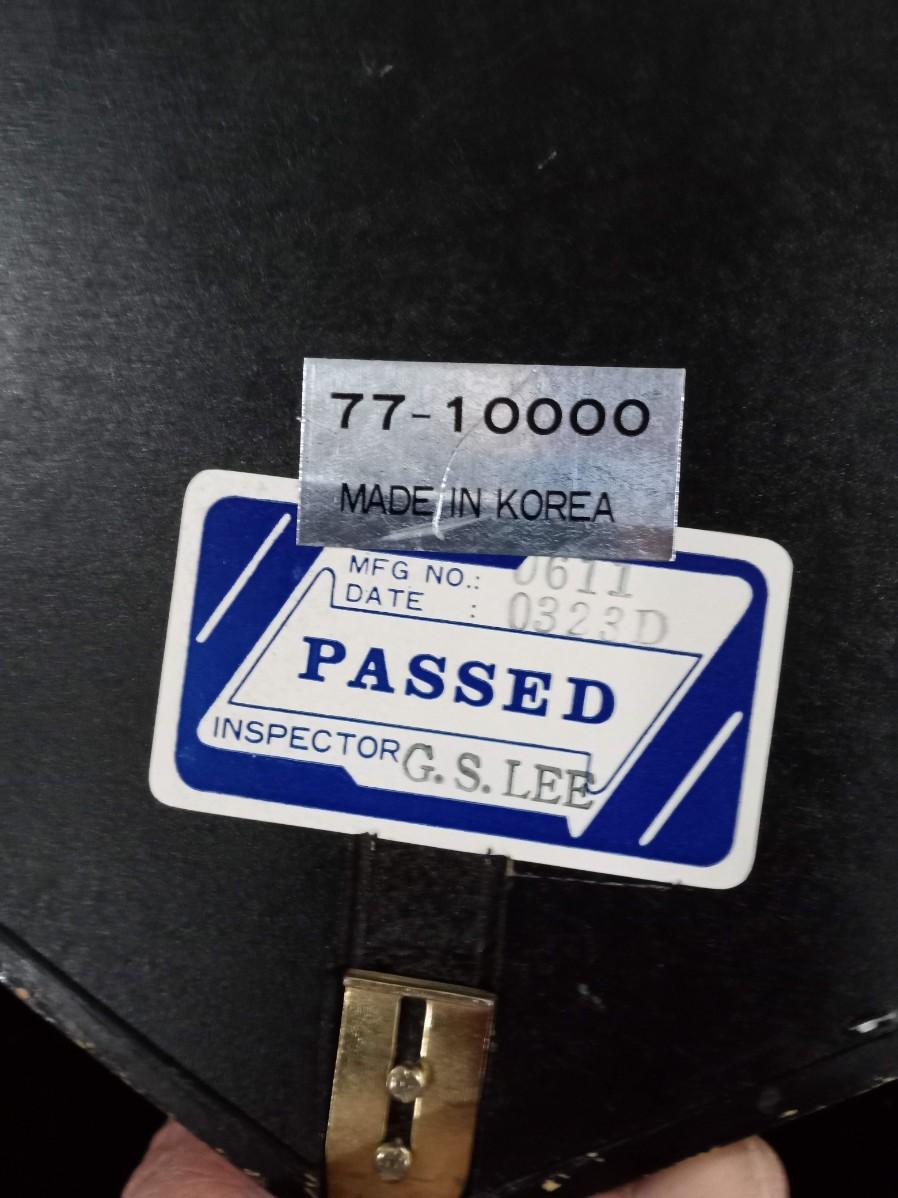 77-10000
MADE IN KOREA
MFG NO.: 0611
DATE : 0323D
PASSED
INSPECTOR G. S. LEE